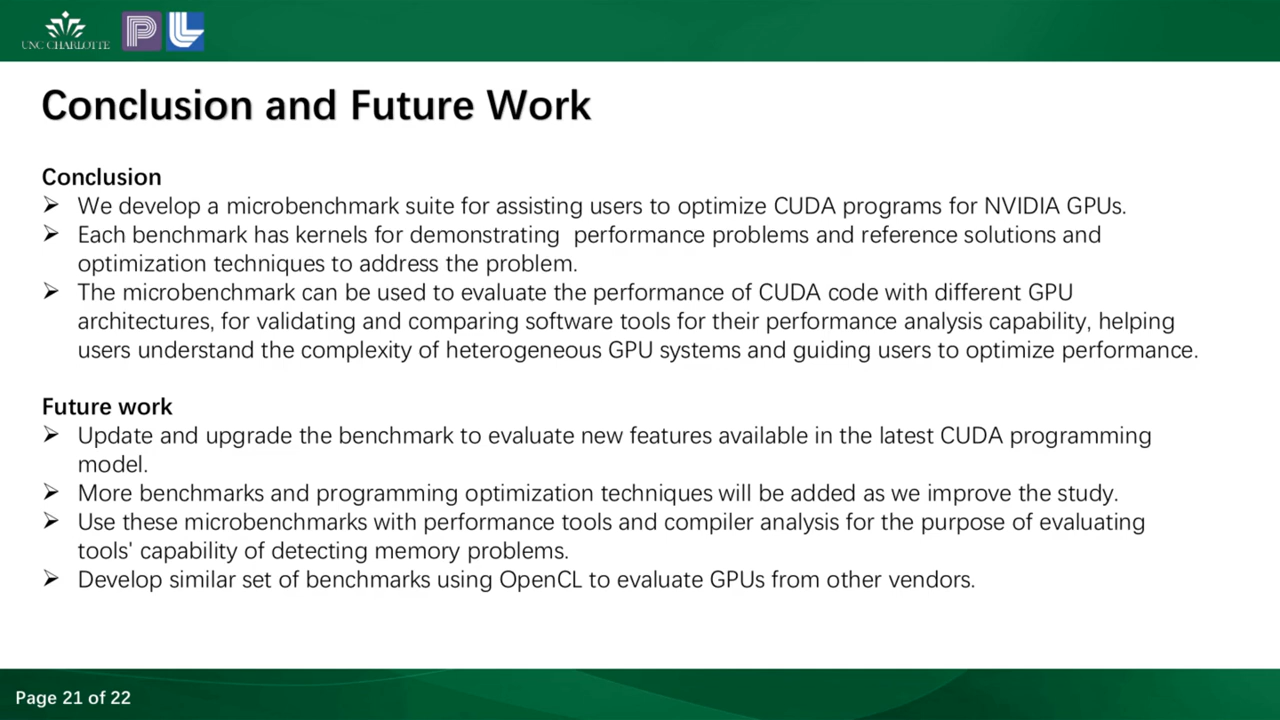 UNC CHARLOTTE
Conclusion and Future Work
Conclusion
➢ We develop a microbenchmark suite for assisting users to optimize CUDA programs for NVIDIA GPUs.
➢ Each benchmark has kernels for demonstrating  performance problems and reference solutions and
optimization techniques to address the problem.
➢ The microbenchmark can be used to evaluate the performance of CUDA code with different GPU
architectures, for validating and comparing software tools for their performance analysis capability, helping
users understand the complexity of heterogeneous GPU systems and guiding users to optimize performance.
Future work
➢ Update and upgrade the benchmark to evaluate new features available in the latest CUDA programming
model.
➢ More benchmarks and programming optimization techniques will be added as we improve the study.
➢ Use these microbenchmarks with performance tools and compiler analysis for the purpose of evaluating
tools' capability of detecting memory problems.
➢ Develop similar set of benchmarks using OpenCL to evaluate GPUs from other vendors.
Page 21 of 22